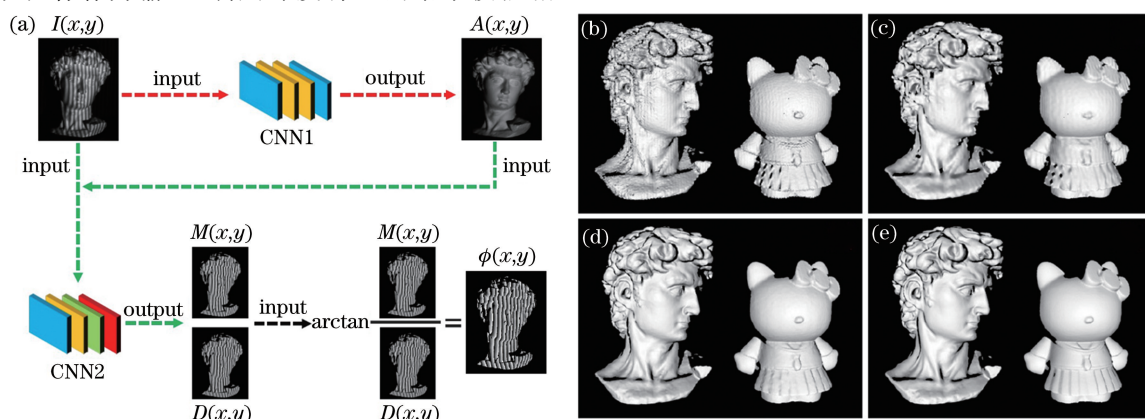 (a)
I(x,y)
A(x,y)
input
output
CNN1
input
input
M(x,y)
M(x,y)
ϕ(x,y)
output
input
arctan
=
CNN2
D(x,y)
D(x,y)
(b)
(c)
(d)
(e)